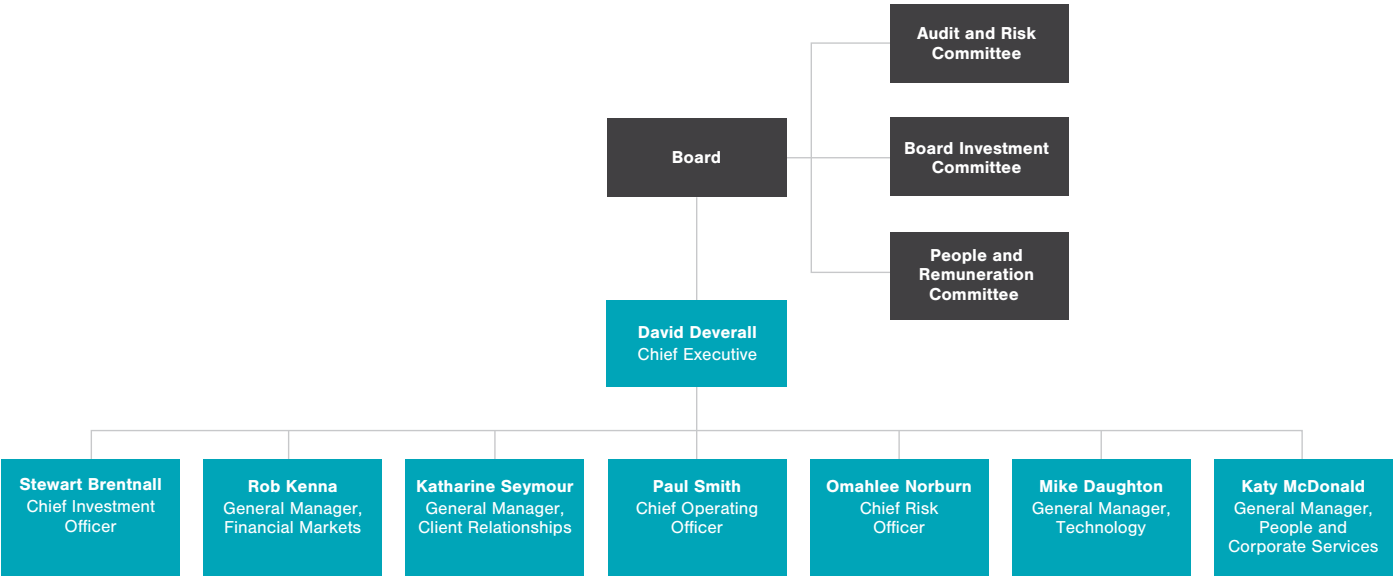 Audit and Risk
Committee
Board
Board Investment
Committee
People and
Remuneration
Committee
David Deverall
Chief Executive
Stewart Brentnall
Chief Investment
Officer
Rob Kenna
General Manager,
Financial Markets
Katharine Seymour
General Manager,
Client Relationships
Paul Smith
Chief Operating
Officer
Omahlee Norburn
Chief Risk
Officer
Mike Daughton
General Manager,
Technology
Katy McDonald
General Manager,
People and
Corporate Services